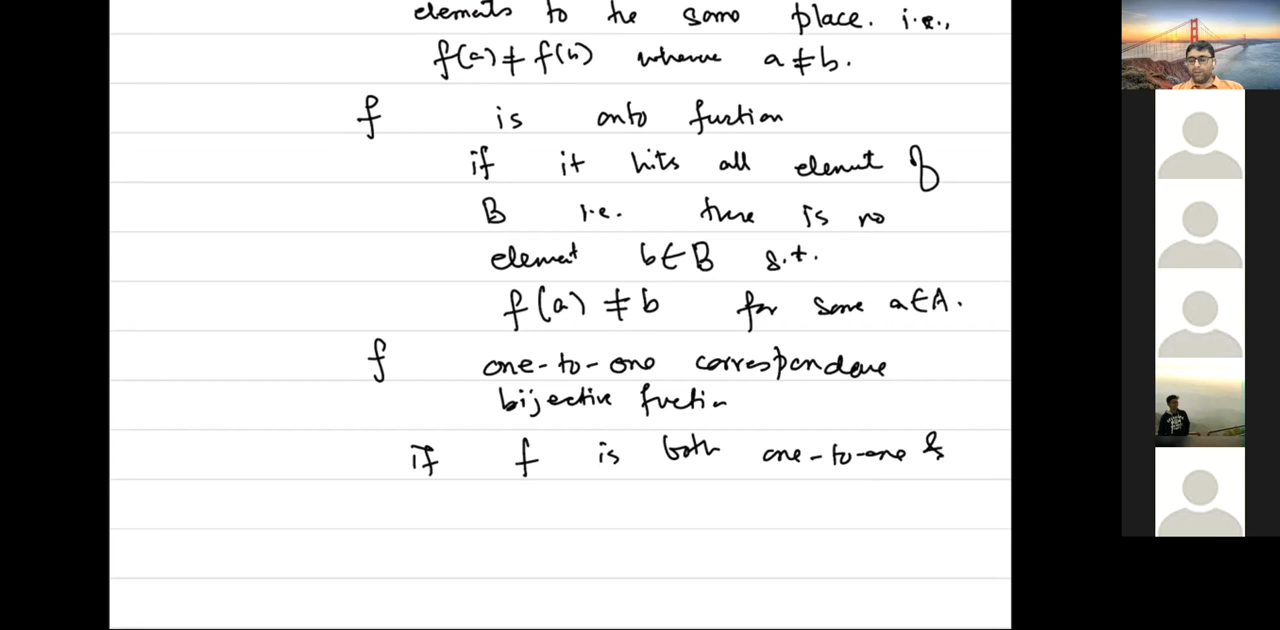 elements to the same place. i.e.,
f(a) ≠ f(b) whenever a ≠ b.
f is onto function
if it hits all element of
B i.e. there is no
element b ∈ B s.t.
f(a) ≠ b for some a ∈ A.
f one-to-one correspondence
bijective function
if f is both one-to-one &